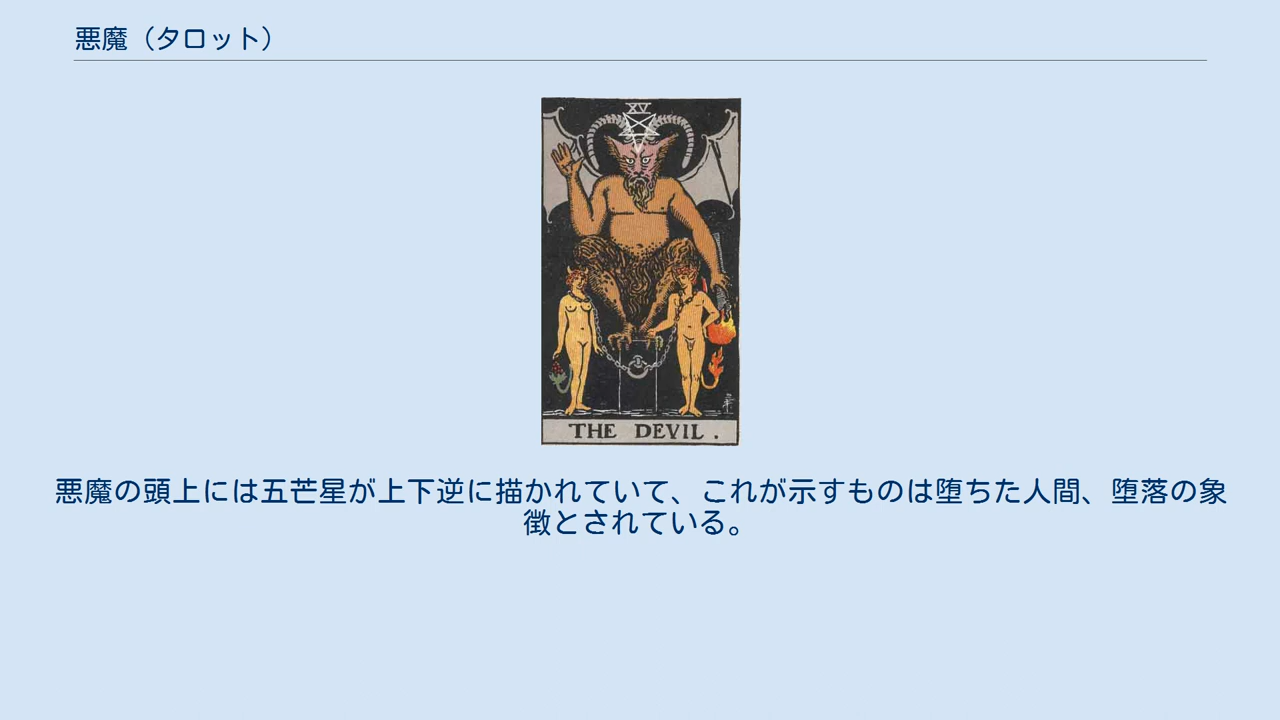 悪魔（タロット）
XV
THE DEVIL.
悪魔の頭上には五芒星が上下逆に描かれていて、これが示すものは堕ちた人間、堕落の象
徴とされている。